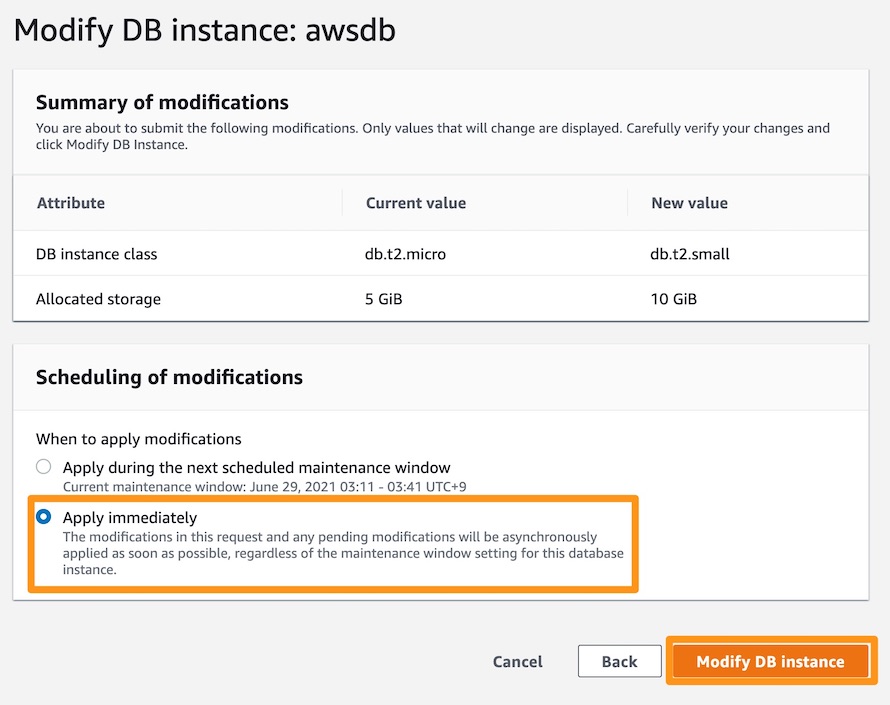 Modify DB instance: awsdb
Summary of modifications
You are about to submit the following modifications. Only values that will change are displayed. Carefully verify your changes and
click Modify DB Instance.
Attribute Current value New value
DB instance class db.t2.micro db.t2.small
Allocated storage 5 GiB 10 GiB
Scheduling of modifications
When to apply modifications
Apply during the next scheduled maintenance window
Current maintenance window: June 29, 2021 03:11 - 03:41 UTC+9
Apply immediately
The modifications in this request and any pending modifications will be asynchronously
applied as soon as possible, regardless of the maintenance window setting for this database
instance.
Cancel Back Modify DB instance